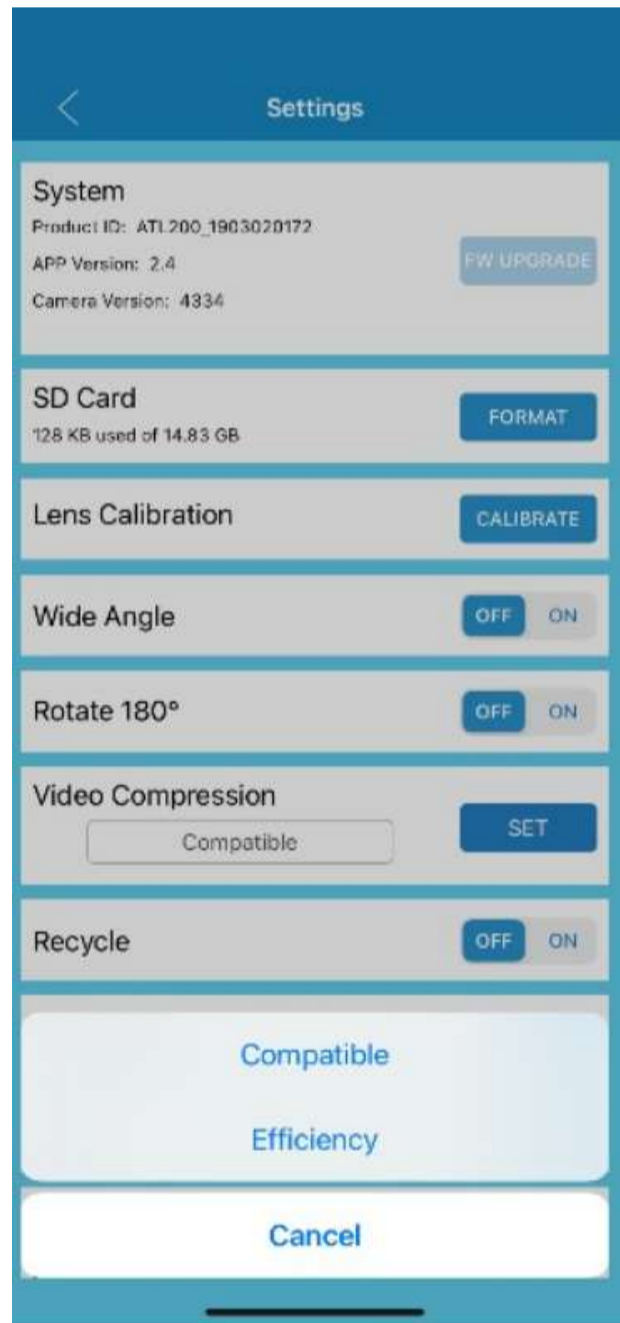 Settings
System
Product ID: ATL200_1903020172
APP Version: 2.4
FW UPGRADE
Camera Version: 4334
SD Card
128 KB used of 14.83 GB
FORMAT
Lens Calibration
CALIBRATE
Wide Angle
OFF ON
Rotate 180°
OFF ON
Video Compression
Compatible
SET
Recycle
OFF ON
Compatible
Efficiency
Cancel